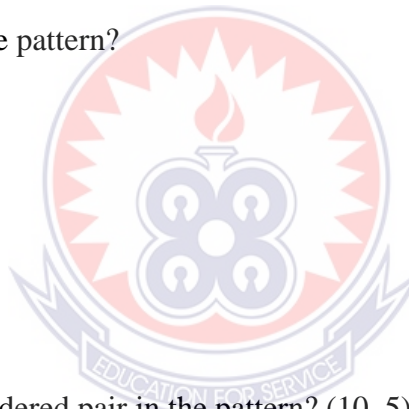 e pattern?
EDUCATION FOR SERVICE
dered pair in the pattern? (10, 5)